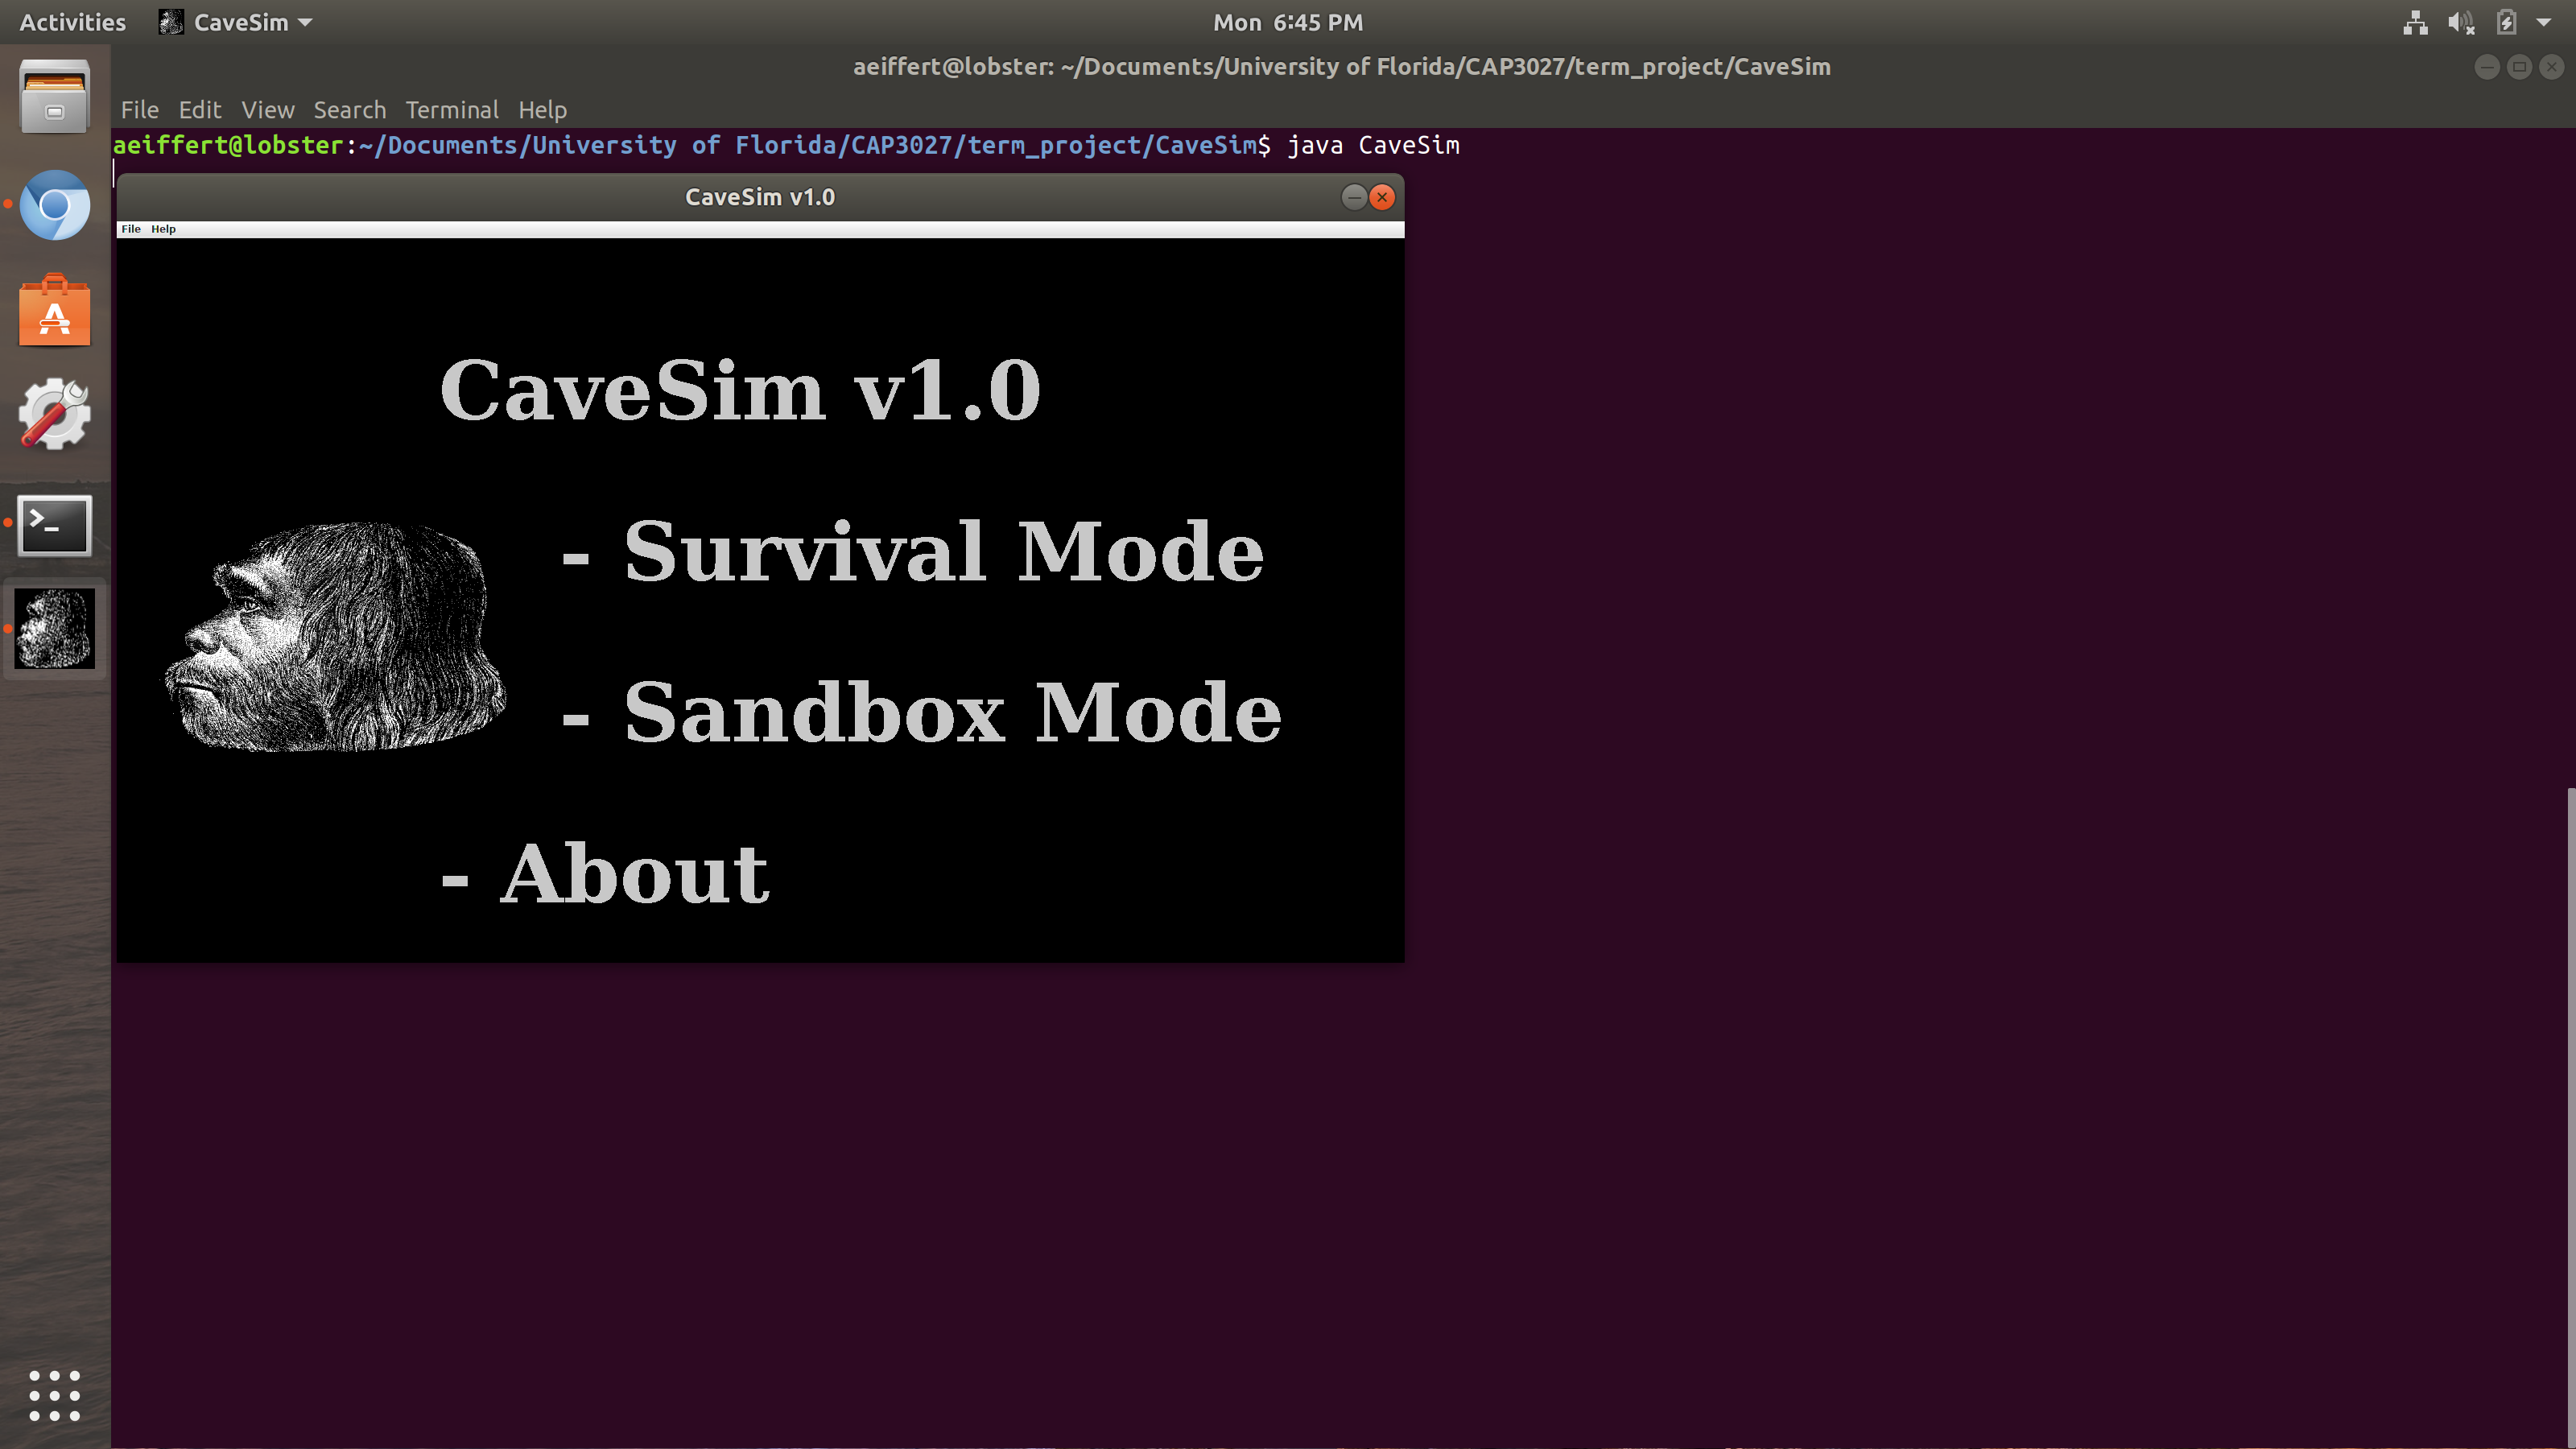 Activities CaveSim Mon 6:45 PM
aeiffert@lobster: ~/Documents/University of Florida/CAP3027/term_project/CaveSim
File Edit View Search Terminal Help
aeiffert@lobster:~/Documents/University of Florida/CAP3027/term_project/CaveSim$ java CaveSim
CaveSim v1.0
File Help
CaveSim v1.0
- Survival Mode
- Sandbox Mode
- About